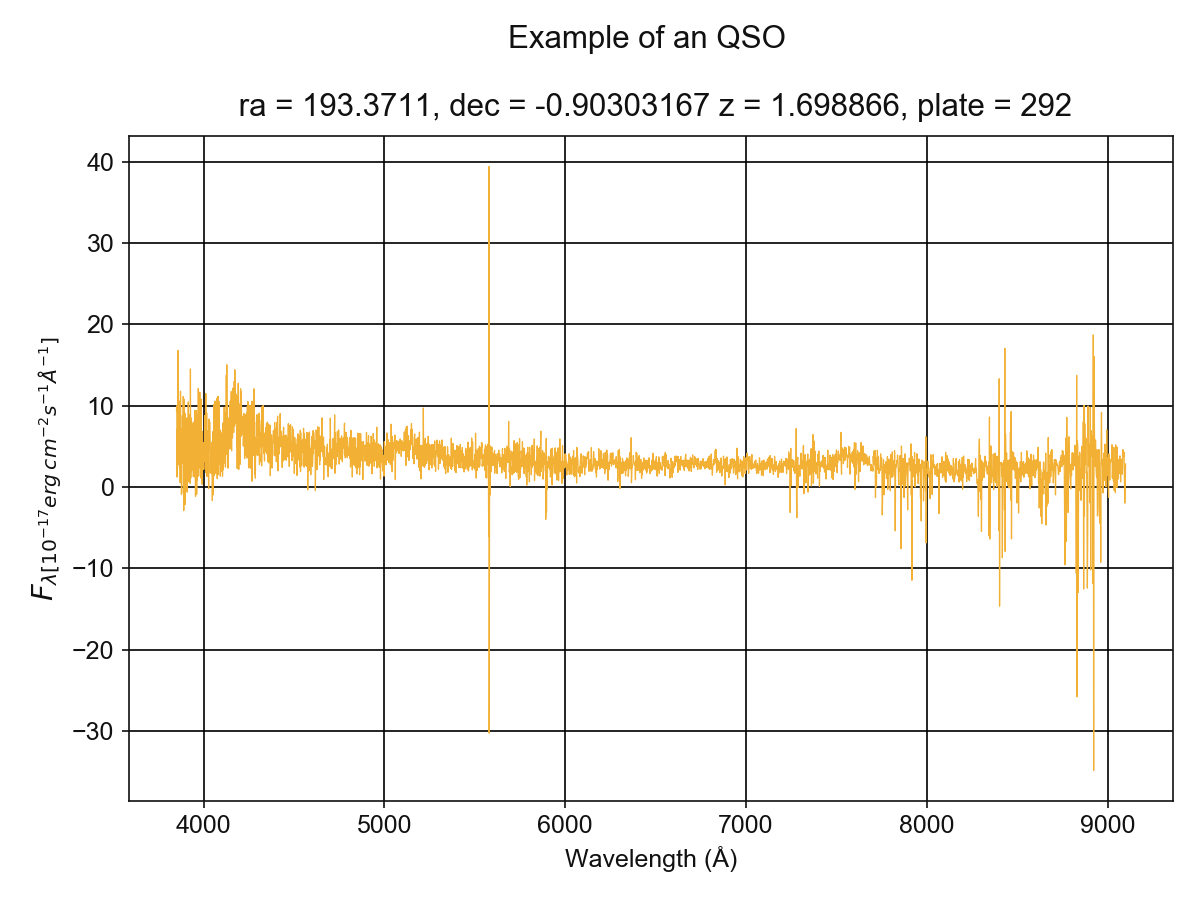 Example of an QSO
ra = 193.3711, dec = -0.90303167 z = 1.698866, plate = 292
40
30
20
10
0
−10
−20
−30
F_λ[10^{−17} erg cm^{−2} s^{−1} Å^{−1}]
4000 5000 6000 7000 8000 9000
Wavelength (Å)